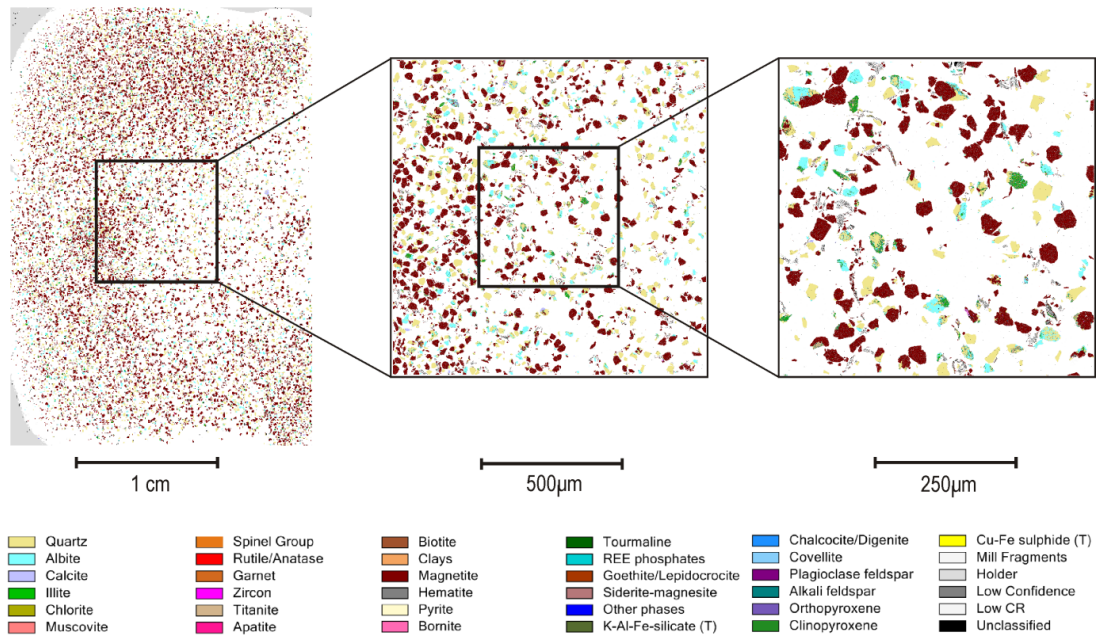 1 cm
500µm
250µm
Quartz
Albite
Calcite
Illite
Chlorite
Muscovite
Spinel Group
Rutile/Anatase
Garnet
Zircon
Titanite
Apatite
Biotite
Clays
Magnetite
Hematite
Pyrite
Bornite
Tourmaline
REE phosphates
Goethite/Lepidocrocite
Siderite-magnesite
Other phases
K-Al-Fe-silicate (T)
Chalcocite/Digenite
Covellite
Plagioclase feldspar
Alkali feldspar
Orthopyroxene
Clinopyroxene
Cu-Fe sulphide (T)
Mill Fragments
Holder
Low Confidence
Low CR
Unclassified